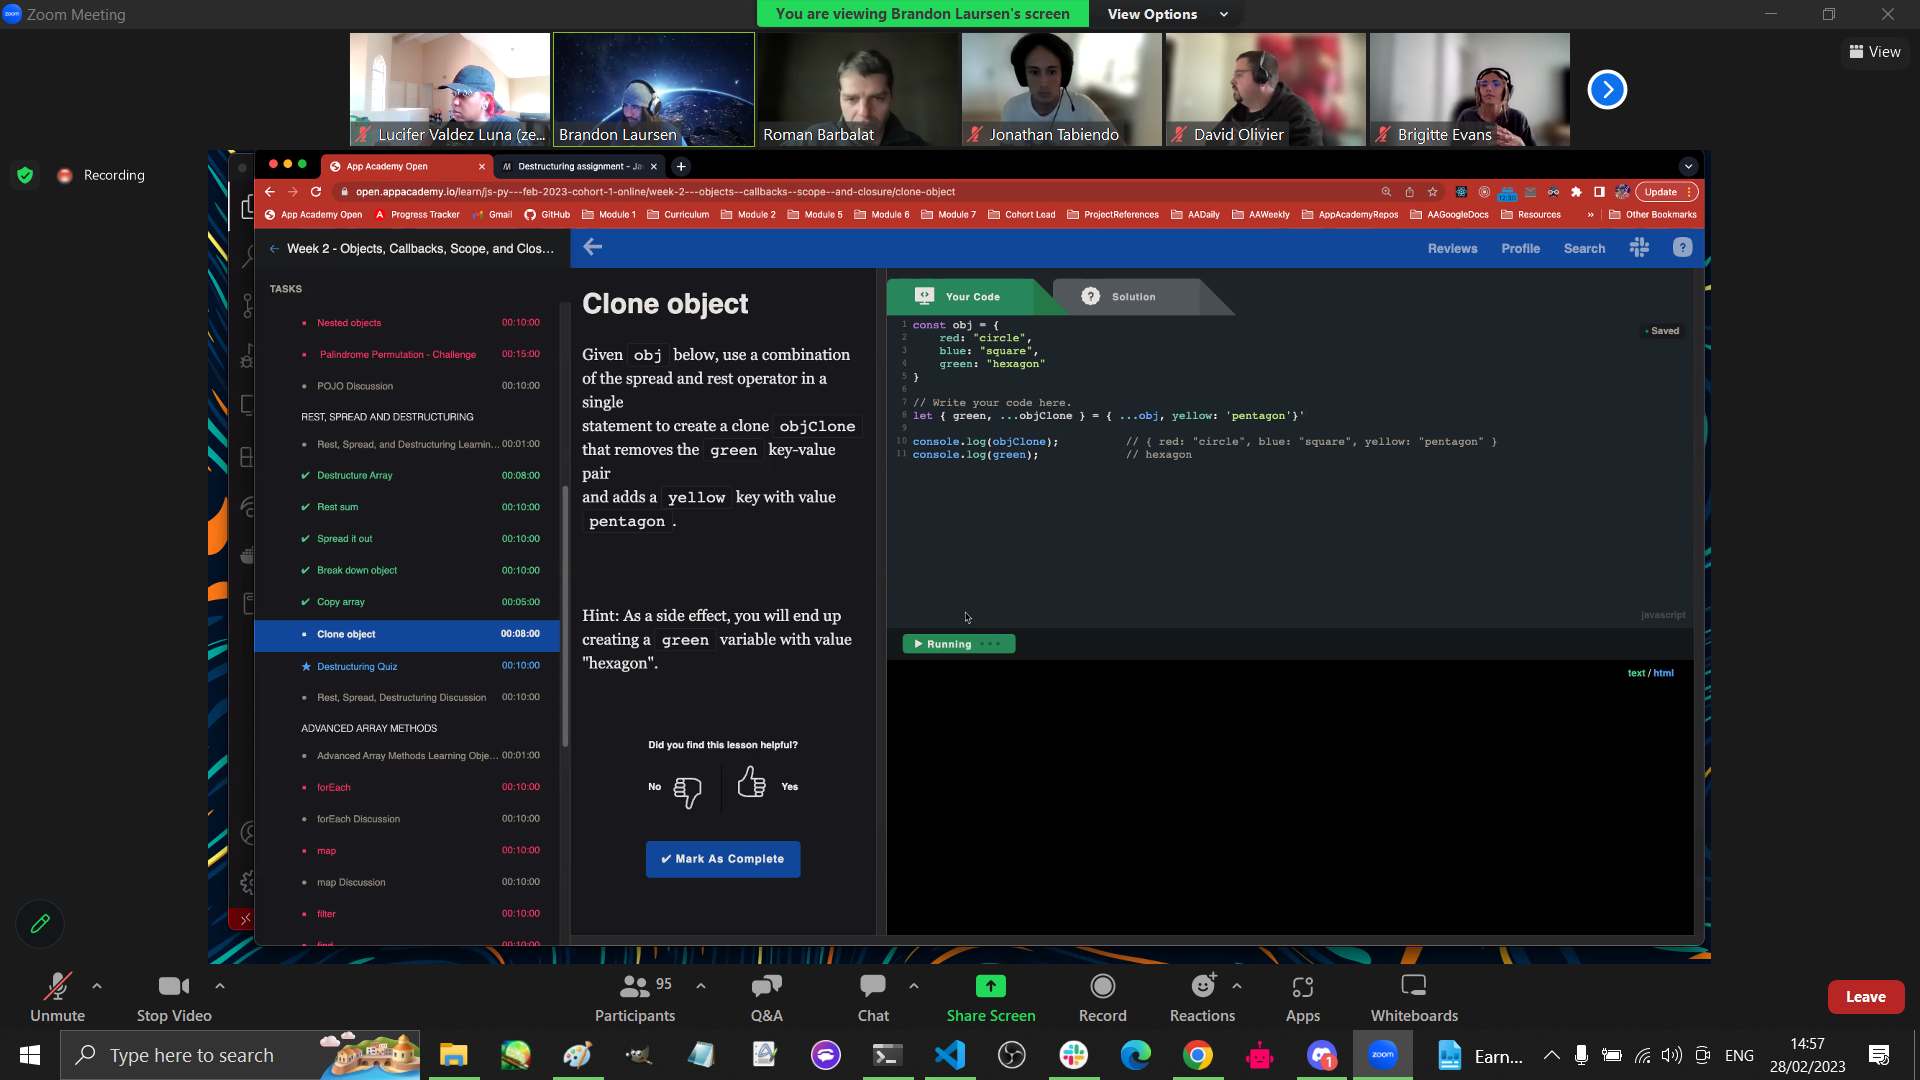 zoom Zoom Meeting
You are viewing Brandon Laursen's screen View Options
View
Lucifer Valdez Luna (ze...
Brandon Laursen
Roman Barbalat
Jonathan Tabiendo
David Olivier
Brigitte Evans
Recording
App Academy Open
Destructuring assignment - Ja
open.appacademy.io/learn/js-py---feb-2023-cohort-1-online/week-2---objects--callbacks--scope--and-closure/clone-object
Update
App Academy Open Progress Tracker Gmail GitHub Module 1 Curriculum Module 2 Module 5 Module 6 Module 7 Cohort Lead ProjectReferences AADaily AAWeekly AppAcademyRepos AAGoogleDocs Resources » Other Bookmarks
Week 2 - Objects, Callbacks, Scope, and Clos...
Reviews Profile Search ?
TASKS
Nested objects 00:10:00
Palindrome Permutation - Challenge 00:15:00
POJO Discussion 00:10:00
REST, SPREAD AND DESTRUCTURING
Rest, Spread, and Destructuring Learnin... 00:01:00
Destructure Array 00:08:00
Rest sum 00:10:00
Spread it out 00:10:00
Break down object 00:10:00
Copy array 00:05:00
Clone object 00:08:00
Destructuring Quiz 00:10:00
Rest, Spread, Destructuring Discussion 00:10:00
ADVANCED ARRAY METHODS
Advanced Array Methods Learning Obje... 00:01:00
forEach 00:10:00
forEach Discussion 00:10:00
map 00:10:00
map Discussion 00:10:00
filter 00:10:00
find 00:10:00
Clone object
Given obj below, use a combination
of the spread and rest operator in a
single
statement to create a clone objClone
that removes the green key-value
pair
and adds a yellow key with value
pentagon .
Hint: As a side effect, you will end up
creating a green variable with value
"hexagon".
Did you find this lesson helpful?
No Yes
✔ Mark As Complete
Your Code ? Solution
Saved
1 const obj = {
2 red: "circle",
3 blue: "square",
4 green: "hexagon"
5 }
6
7 // Write your code here.
8 let { green, ...objClone } = { ...obj, yellow: 'pentagon'}'
9
10 console.log(objClone); // { red: "circle", blue: "square", yellow: "pentagon" }
11 console.log(green); // hexagon
javascript
Running
text / html
Unmute
Stop Video
95
Participants
Q&A
Chat
Share Screen
Record
Reactions
Apps
Whiteboards
Leave
Type here to search
1
zoom
Earn...
ENG
14:57
28/02/2023